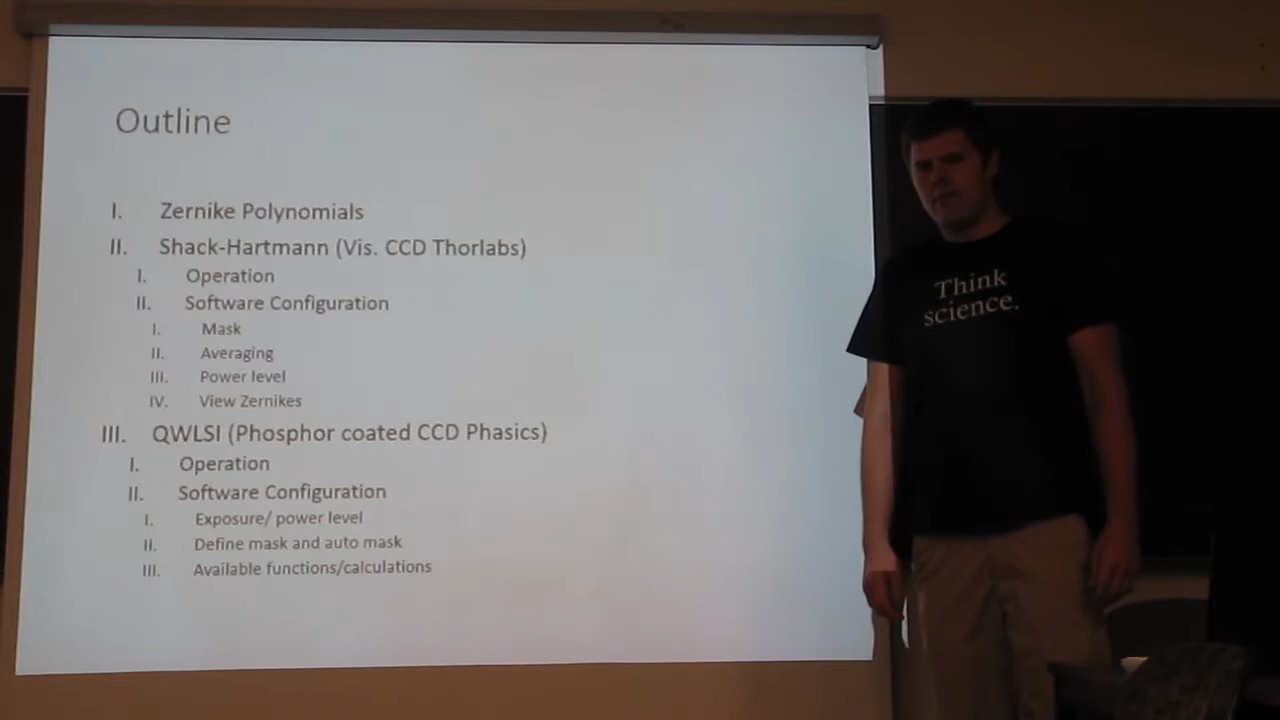 Outline
I. Zernike Polynomials
II. Shack-Hartmann (Vis. CCD Thorlabs)
I. Operation
II. Software Configuration
I. Mask
II. Averaging
III. Power level
IV. View Zernikes
III. QWLSI (Phosphor coated CCD Phasics)
I. Operation
II. Software Configuration
I. Exposure/ power level
II. Define mask and auto mask
III. Available functions/calculations
Think
science.